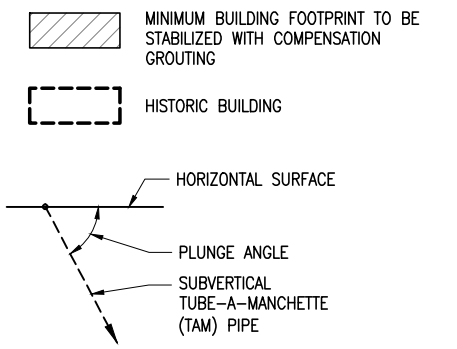 MINIMUM BUILDING FOOTPRINT TO BE
STABILIZED WITH COMPENSATION
GROUTING
HISTORIC BUILDING
HORIZONTAL SURFACE
PLUNGE ANGLE
SUBVERTICAL
TUBE-A-MANCHETTE
(TAM) PIPE